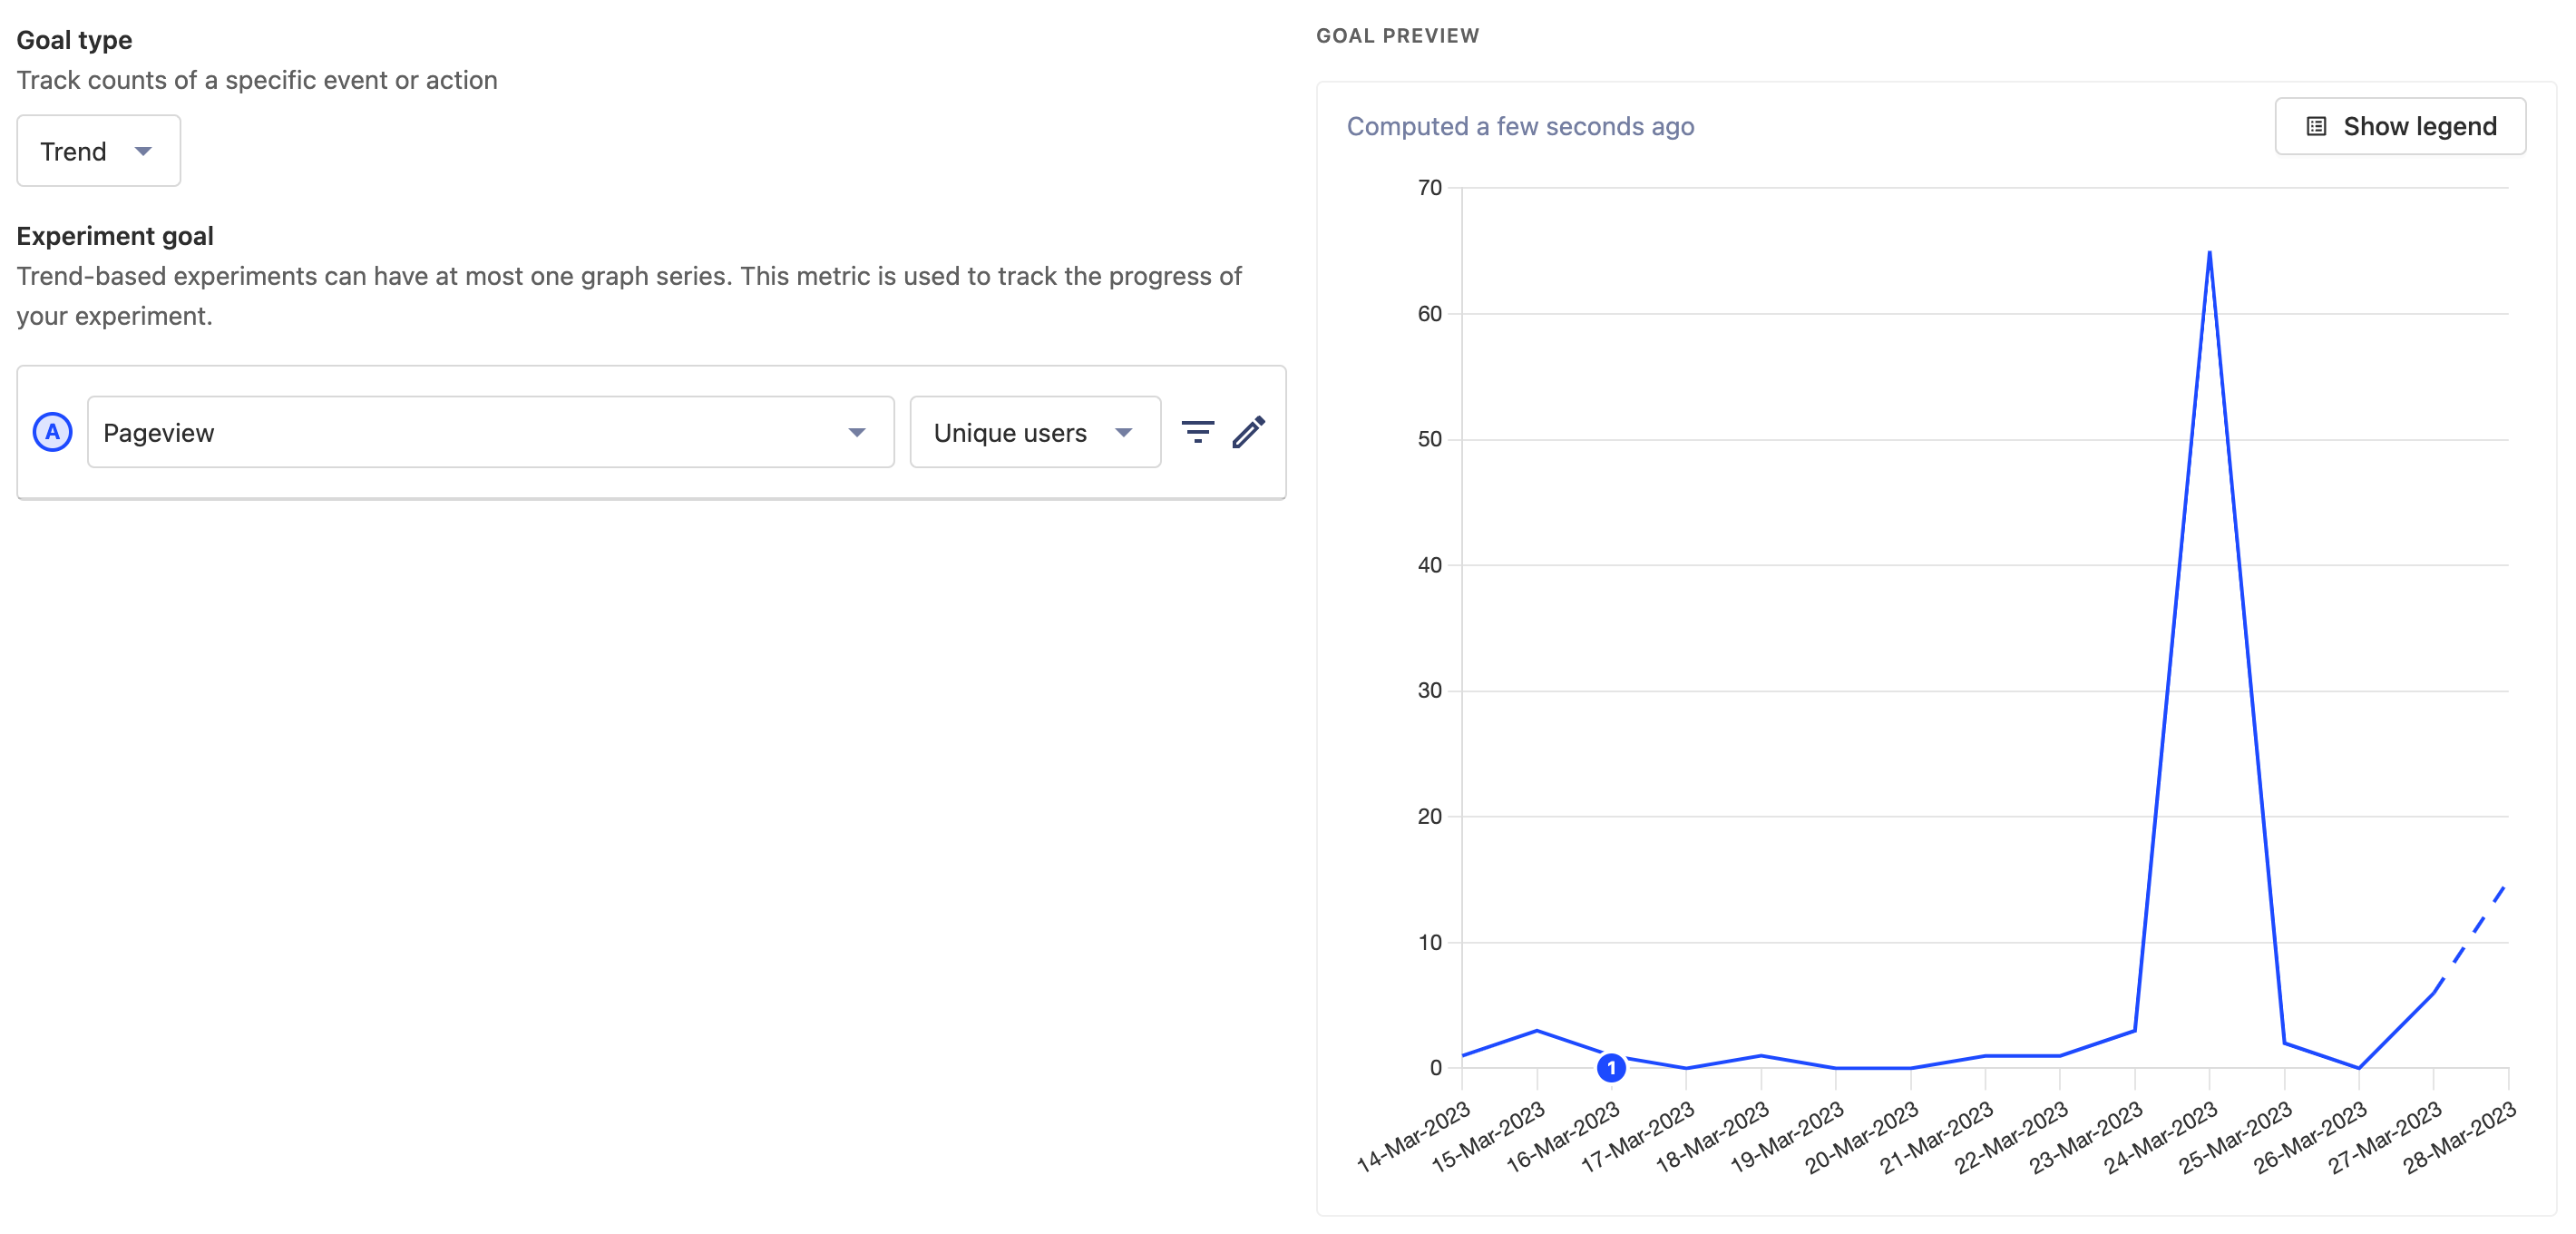 Goal type
Track counts of a specific event or action
Trend
Experiment goal
Trend-based experiments can have at most one graph series. This metric is used to track the progress of
your experiment.
A
Pageview
Unique users
GOAL PREVIEW
Computed a few seconds ago
Show legend
70
60
50
40
30
20
10
0
1
14-Mar-2023
15-Mar-2023
16-Mar-2023
17-Mar-2023
18-Mar-2023
19-Mar-2023
20-Mar-2023
21-Mar-2023
22-Mar-2023
23-Mar-2023
24-Mar-2023
25-Mar-2023
26-Mar-2023
27-Mar-2023
28-Mar-2023